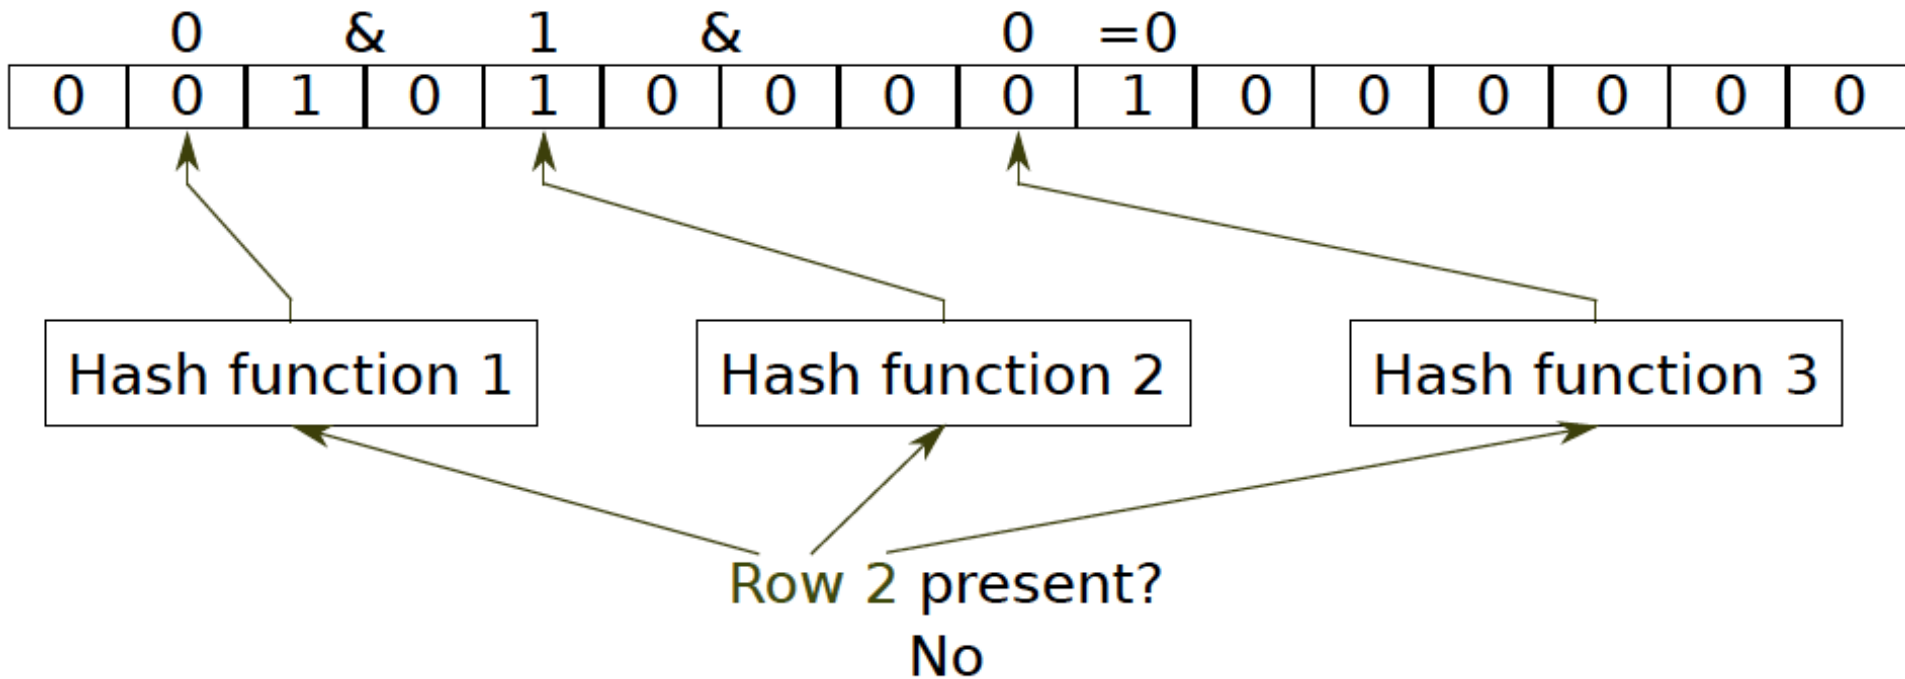 0 & 1 & 0 =0
0 0 1 0 1 0 0 0 0 1 0 0 0 0 0 0
Hash function 1 Hash function 2 Hash function 3
Row 2 present?
No